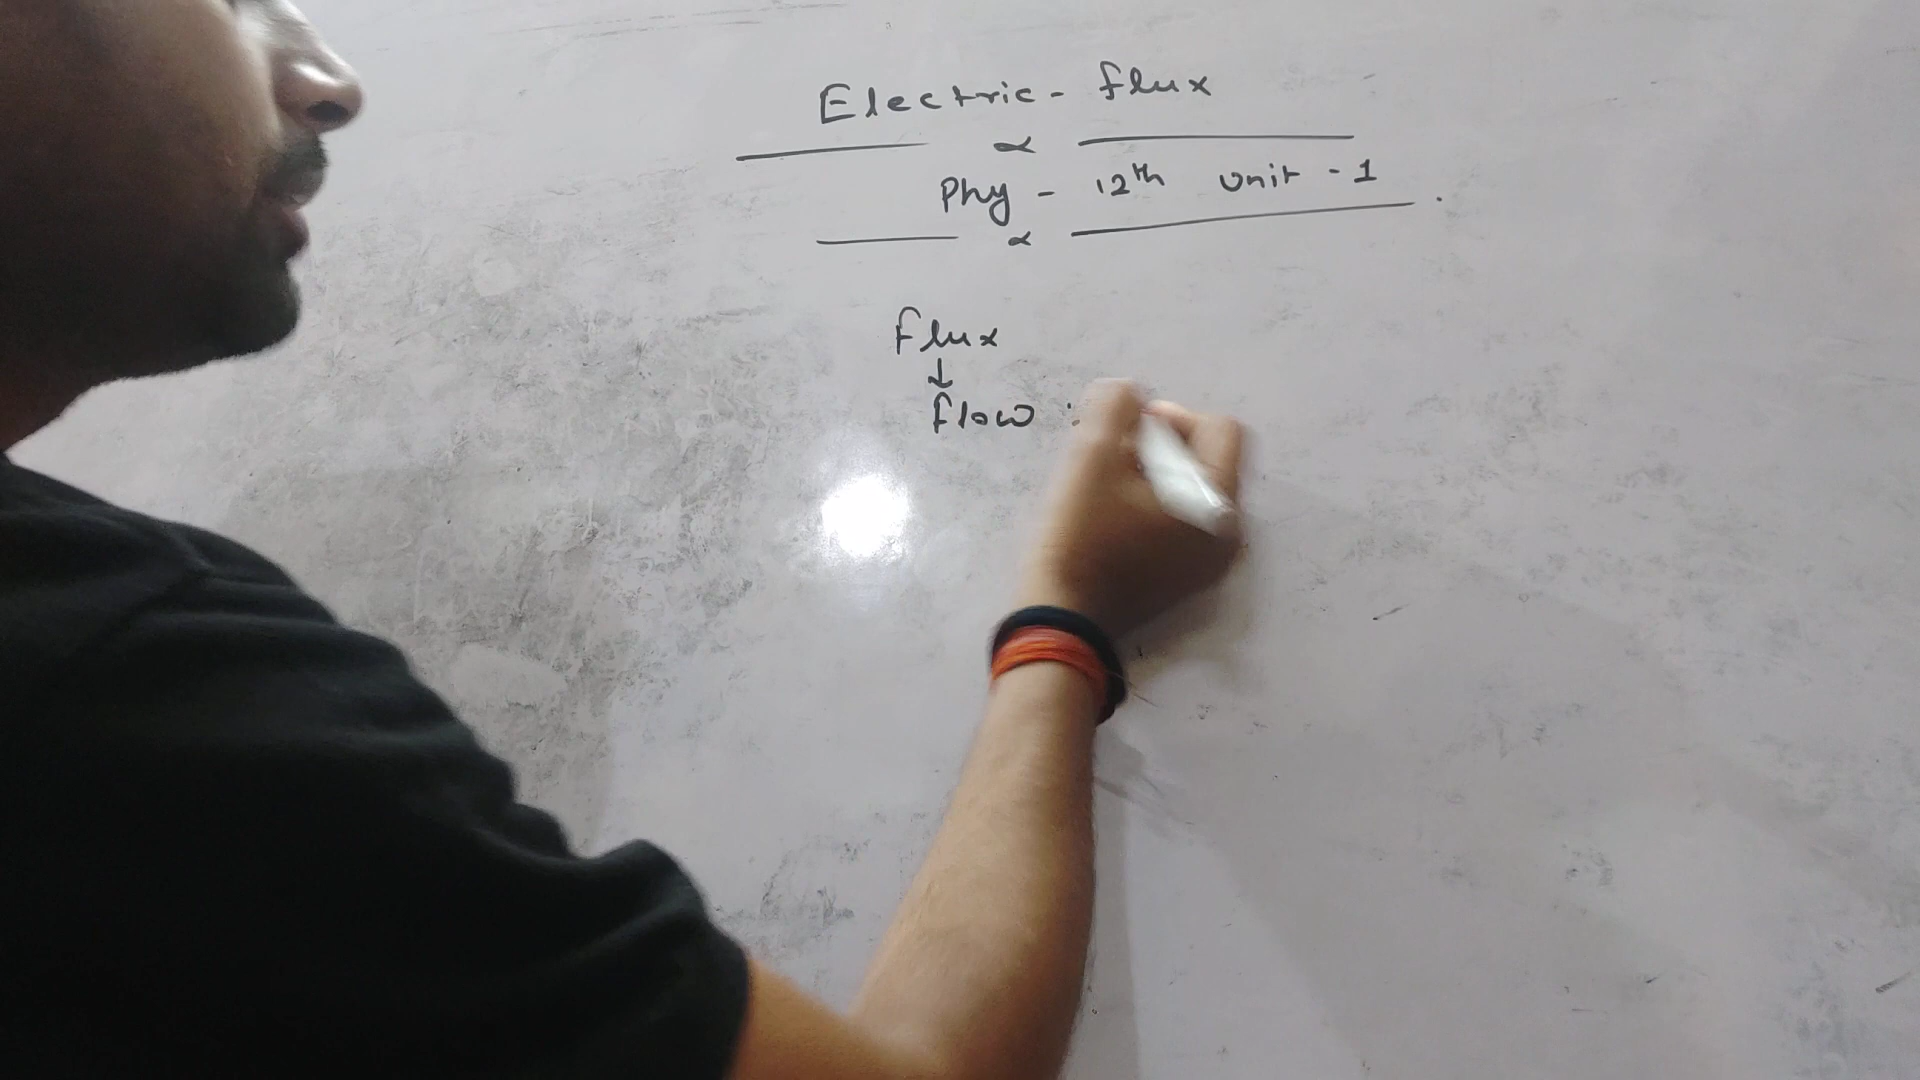 Electric - flux
Phy - 12th Unit - 1 .
flux
↓
flow :